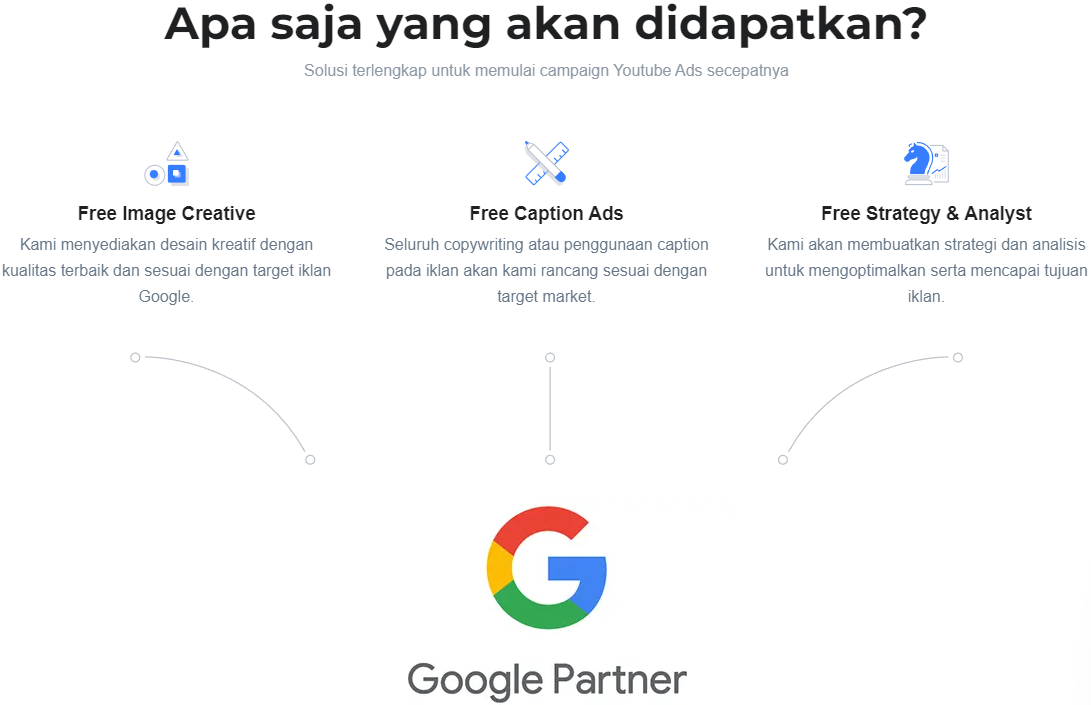 Apa saja yang akan didapatkan?
Solusi terlengkap untuk memulai campaign Youtube Ads secepatnya
Free Image Creative
Kami menyediakan desain kreatif dengan
kualitas terbaik dan sesuai dengan target iklan
Google.
Free Caption Ads
Seluruh copywriting atau penggunaan caption
pada iklan akan kami rancang sesuai dengan
target market.
Free Strategy & Analyst
Kami akan membuatkan strategi dan analisis
untuk mengoptimalkan serta mencapai tujuan
iklan.
Google Partner